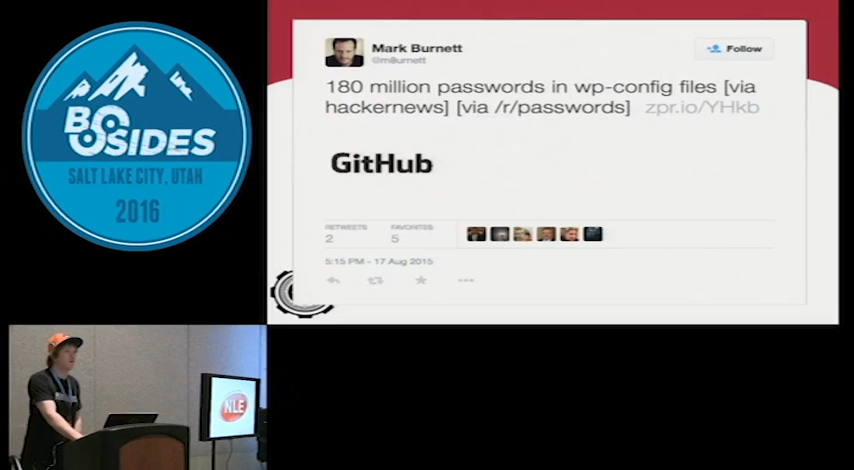 BSIDES
SALT LAKE CITY, UTAH
2016
Mark Burnett
@m8urnett
Follow
180 million passwords in wp-config files [via
hackernews] [via /r/passwords] zpr.io/YHkb
GitHub
RETWEETS
2
FAVORITES
5
5:15 PM - 17 Aug 2015
NLE